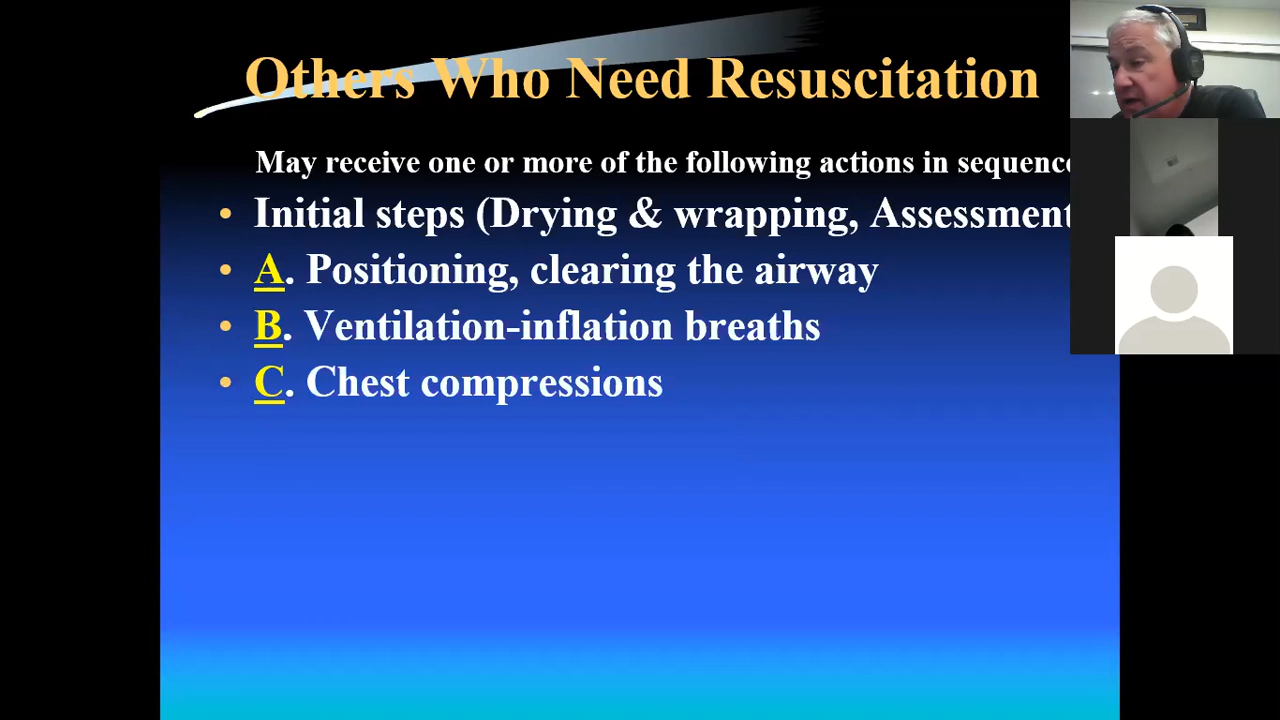 Others Who Need Resuscitation
May receive one or more of the following actions in sequence
• Initial steps (Drying & wrapping, Assessment
• A. Positioning, clearing the airway
• B. Ventilation-inflation breaths
• C. Chest compressions